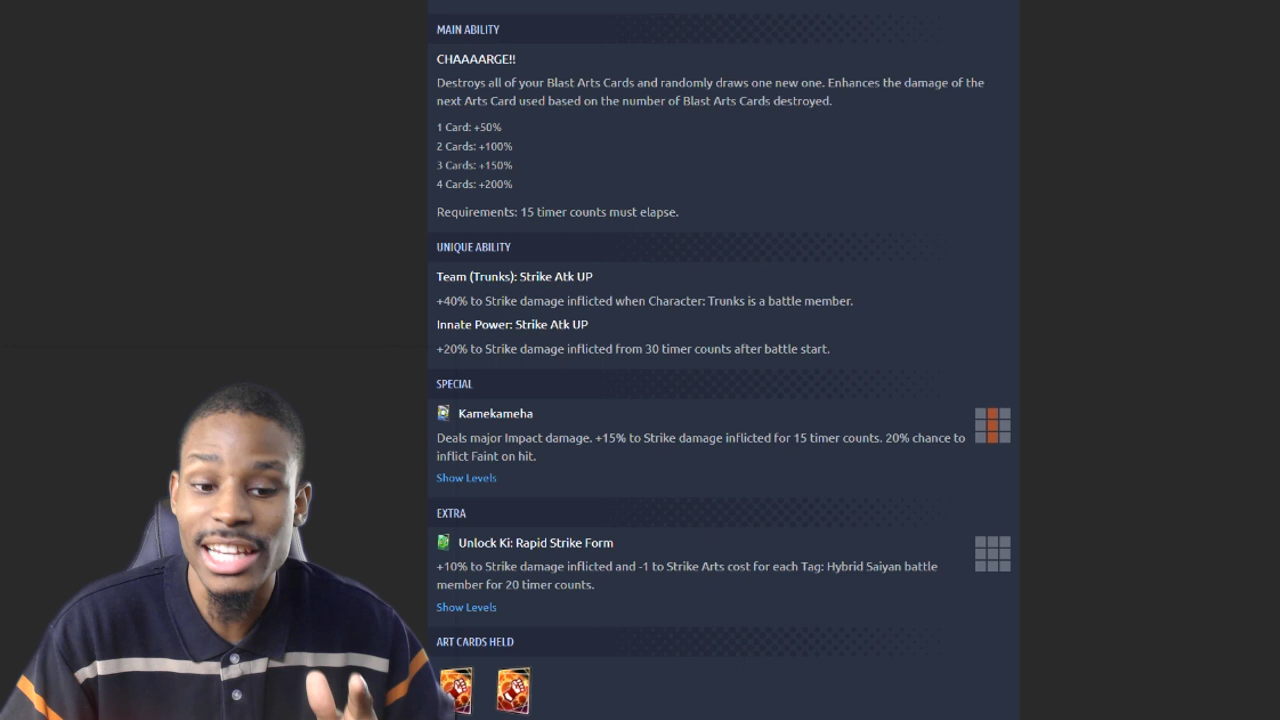 MAIN ABILITY
CHAAAARGE!!
Destroys all of your Blast Arts Cards and randomly draws one new one. Enhances the damage of the
next Arts Card used based on the number of Blast Arts Cards destroyed.
1 Card: +50%
2 Cards: +100%
3 Cards: +150%
4 Cards: +200%
Requirements: 15 timer counts must elapse.
UNIQUE ABILITY
Team (Trunks): Strike Atk UP
+40% to Strike damage inflicted when Character: Trunks is a battle member.
Innate Power: Strike Atk UP
+20% to Strike damage inflicted from 30 timer counts after battle start.
SPECIAL
Kamekameha
Deals major Impact damage. +15% to Strike damage inflicted for 15 timer counts. 20% chance to
inflict Faint on hit.
Show Levels
EXTRA
Unlock Ki: Rapid Strike Form
+10% to Strike damage inflicted and -1 to Strike Arts cost for each Tag: Hybrid Saiyan battle
member for 20 timer counts.
Show Levels
ART CARDS HELD